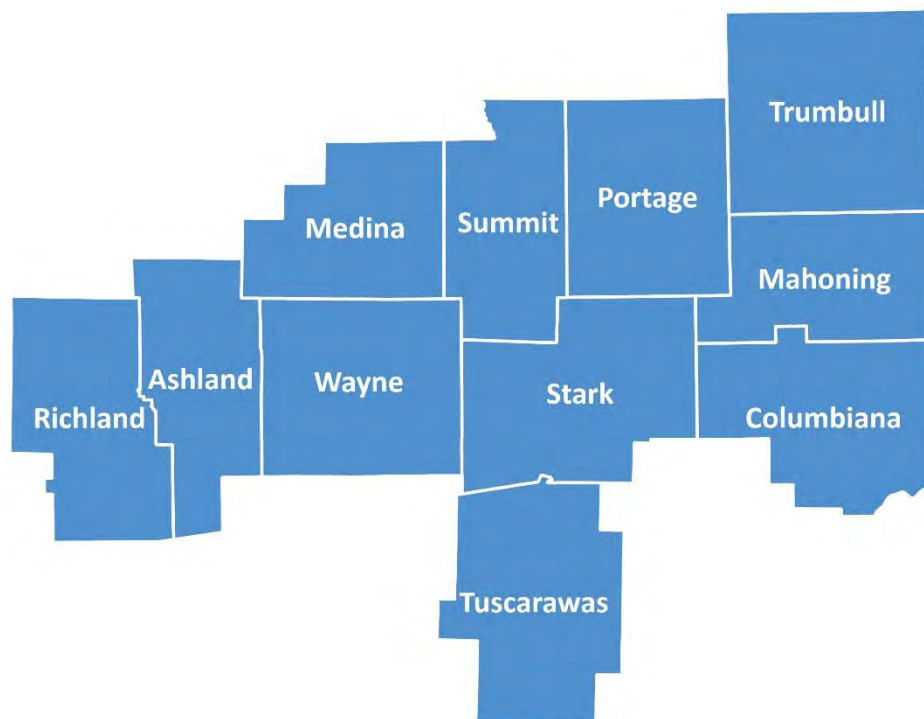 Trumbull
Portage
Summit
Medina
Mahoning
Ashland
Wayne
Stark
Richland
Columbiana
Tuscarawas